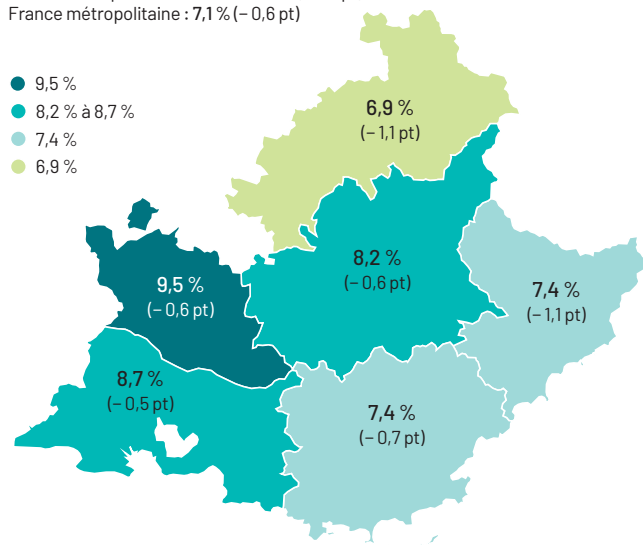 France métropolitaine : 7,1 % (− 0,6 pt)
9,5 %
8,2 % à 8,7 %
7,4 %
6,9 %
6,9 %
(− 1,1 pt)
8,2 %
(− 0,6 pt)
7,4 %
(− 1,1 pt)
9,5 %
(− 0,6 pt)
8,7 %
(− 0,5 pt)
7,4 %
(− 0,7 pt)